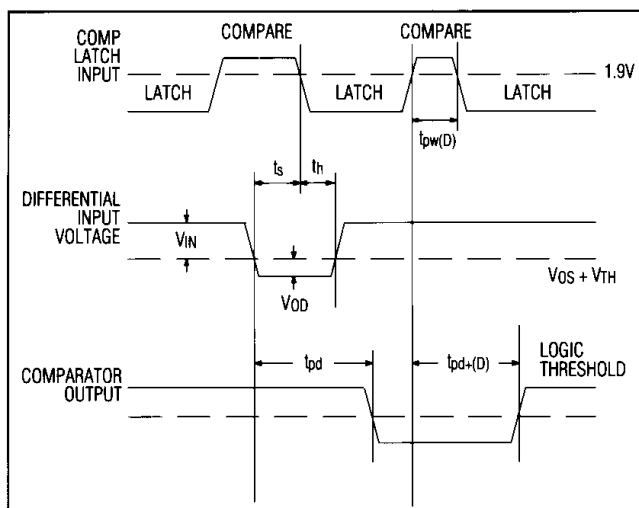 COMP
LATCH
INPUT
COMPARE
COMPARE
1.9V
LATCH
LATCH
LATCH
tpw(D)
ts
th
DIFFERENTIAL
INPUT
VOLTAGE
VIN
VOS + VTH
VOD
tpd
tpd+(D)
LOGIC
THRESHOLD
COMPARATOR
OUTPUT